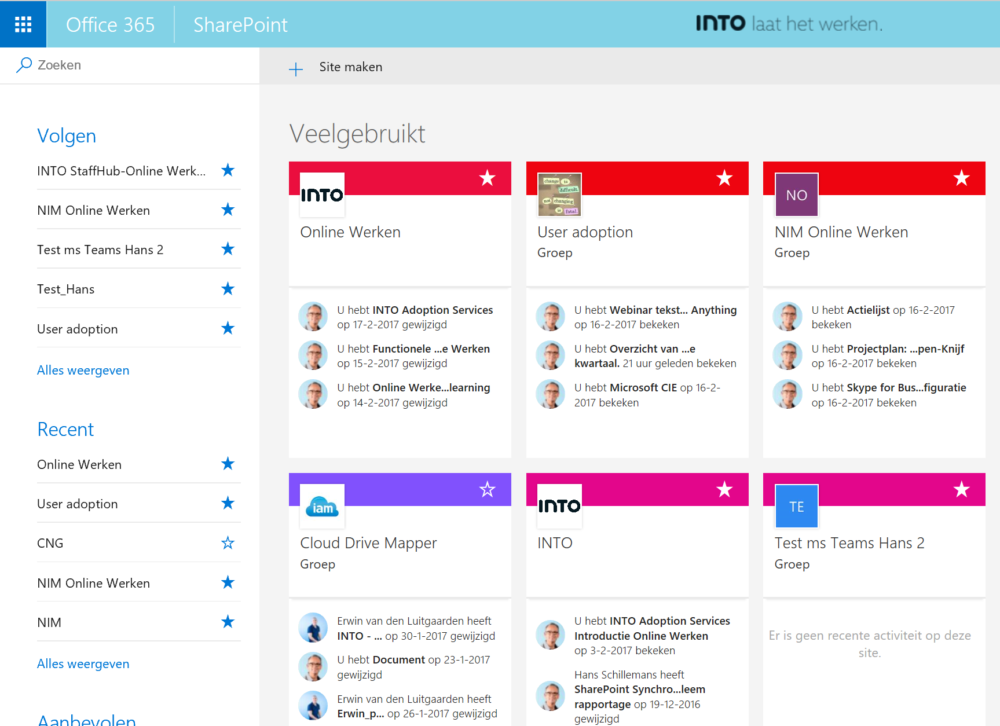 Office 365
SharePoint
INTO laat het werken.
Zoeken
Site maken
Volgen
INTO StaffHub-Online Werk...
NIM Online Werken
Test ms Teams Hans 2
Test_Hans
User adoption
Alles weergeven
Recent
Online Werken
User adoption
CNG
NIM Online Werken
NIM
Alles weergeven
Aanbevolen
Veelgebruikt
INTO
Online Werken
U hebt INTO Adoption Services
op 17-2-2017 gewijzigd
U hebt Functionele ...e Werken
op 15-2-2017 gewijzigd
U hebt Online Werke...learning
op 14-2-2017 gewijzigd
change is
difficult.
not changing
is fatal.
User adoption
Groep
U hebt Webinar tekst... Anything
op 16-2-2017 bekeken
U hebt Overzicht van ...e
kwartaal. 21 uur geleden bekeken
U hebt Microsoft CIE op 16-2-
2017 bekeken
NO
NIM Online Werken
Groep
U hebt Actielijst op 16-2-2017
bekeken
U hebt Projectplan: ...pen-Knijf
op 16-2-2017 bekeken
U hebt Skype for Bus...figuratie
op 16-2-2017 bekeken
iam
Cloud Drive Mapper
Groep
Erwin van den Luitgaarden heeft
INTO - ... op 30-1-2017 gewijzigd
U hebt Document op 23-1-2017
gewijzigd
Erwin van den Luitgaarden heeft
Erwin_p... op 26-1-2017 gewijzigd
INTO
INTO
U hebt INTO Adoption Services
Introductie Online Werken
op 3-2-2017 bekeken
Hans Schillemans heeft
SharePoint Synchro...leem
rapportage op 19-12-2016
gewijzigd
TE
Test ms Teams Hans 2
Groep
Er is geen recente activiteit op deze
site.